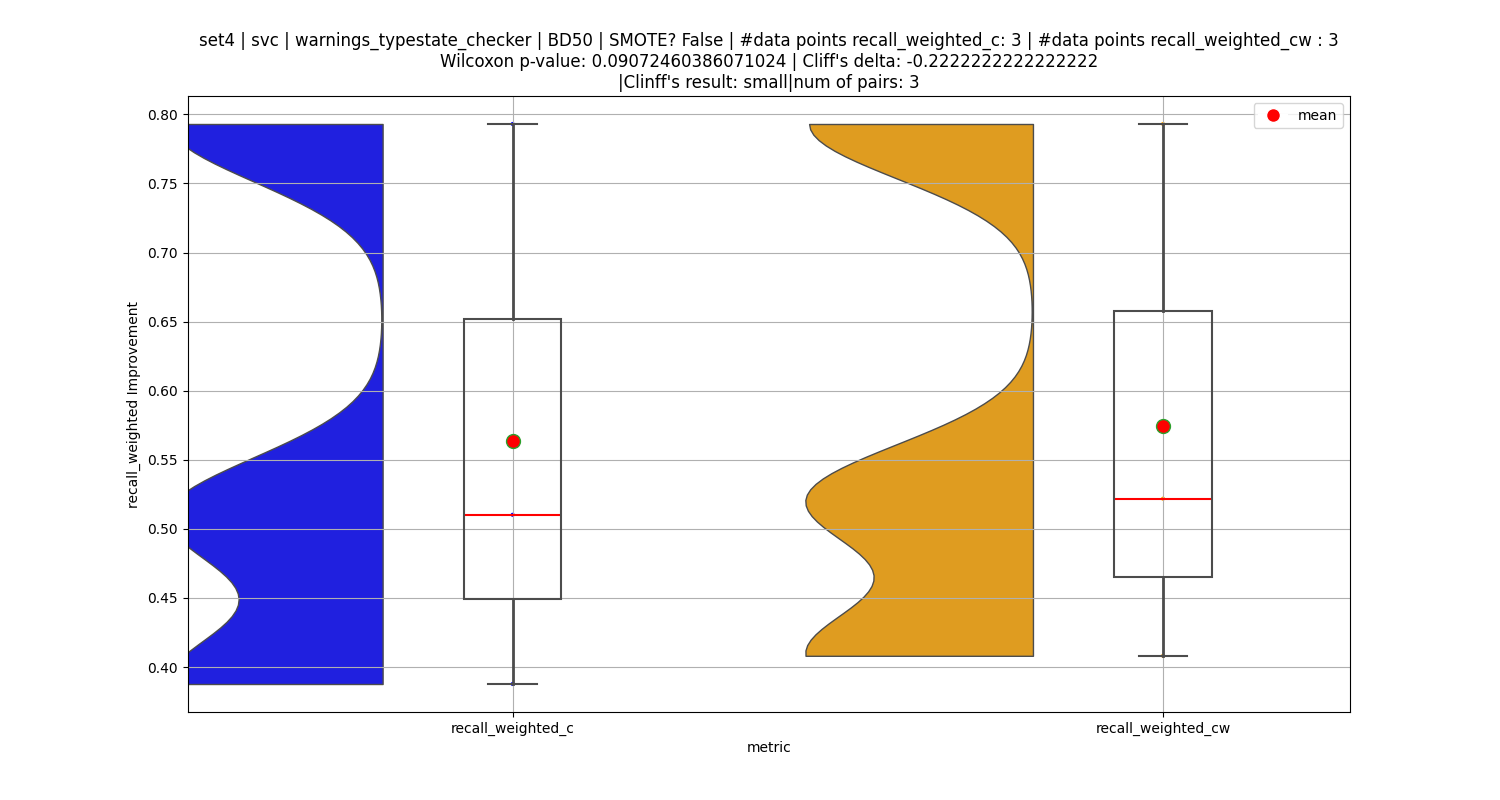 set4 | svc | warnings_typestate_checker | BD50 | SMOTE? False | #data points recall_weighted_c: 3 | #data points recall_weighted_cw : 3
Wilcoxon p-value: 0.09072460386071024 | Cliff's delta: -0.2222222222222222
|Clinff's result: small|num of pairs: 3
mean
0.80
0.75
0.70
0.65
0.60
0.55
0.50
0.45
0.40
recall_weighted Improvement
recall_weighted_c
recall_weighted_cw
metric